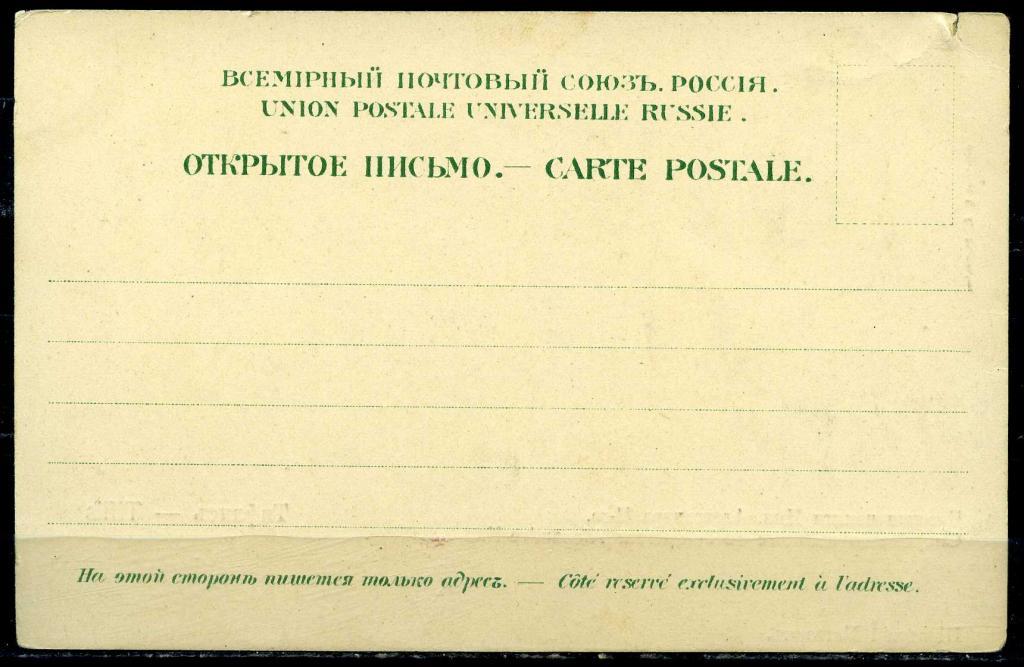 ВСЕМІРНЫЙ ПОЧТОВЫЙ СОЮЗЪ. РОССІЯ.
UNION POSTALE UNIVERSELLE RUSSIE.
ОТКРЫТОЕ ПИСЬМО.— CARTE POSTALE.
На этой сторонѣ пишется только адресъ. — Côté reservé exclusivement à l'adresse.